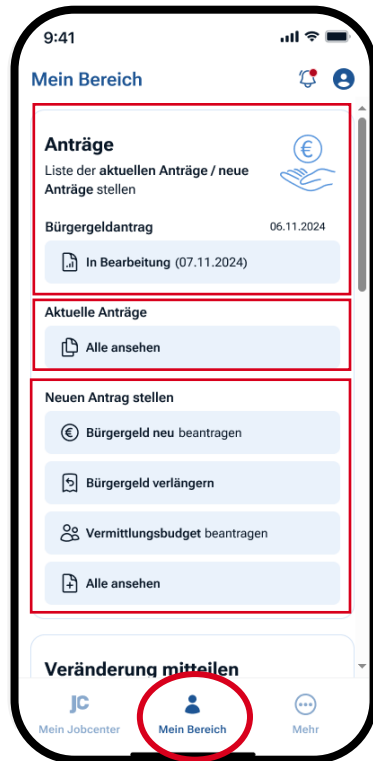 9:41
Mein Bereich
Anträge
Liste der aktuellen Anträge / neue
Anträge stellen
Bürgergeldantrag 06.11.2024
In Bearbeitung (07.11.2024)
Aktuelle Anträge
Alle ansehen
Neuen Antrag stellen
Bürgergeld neu beantragen
Bürgergeld verlängern
Vermittlungsbudget beantragen
Alle ansehen
Veränderung mitteilen
JC
Mein Jobcenter Mein Bereich Mehr